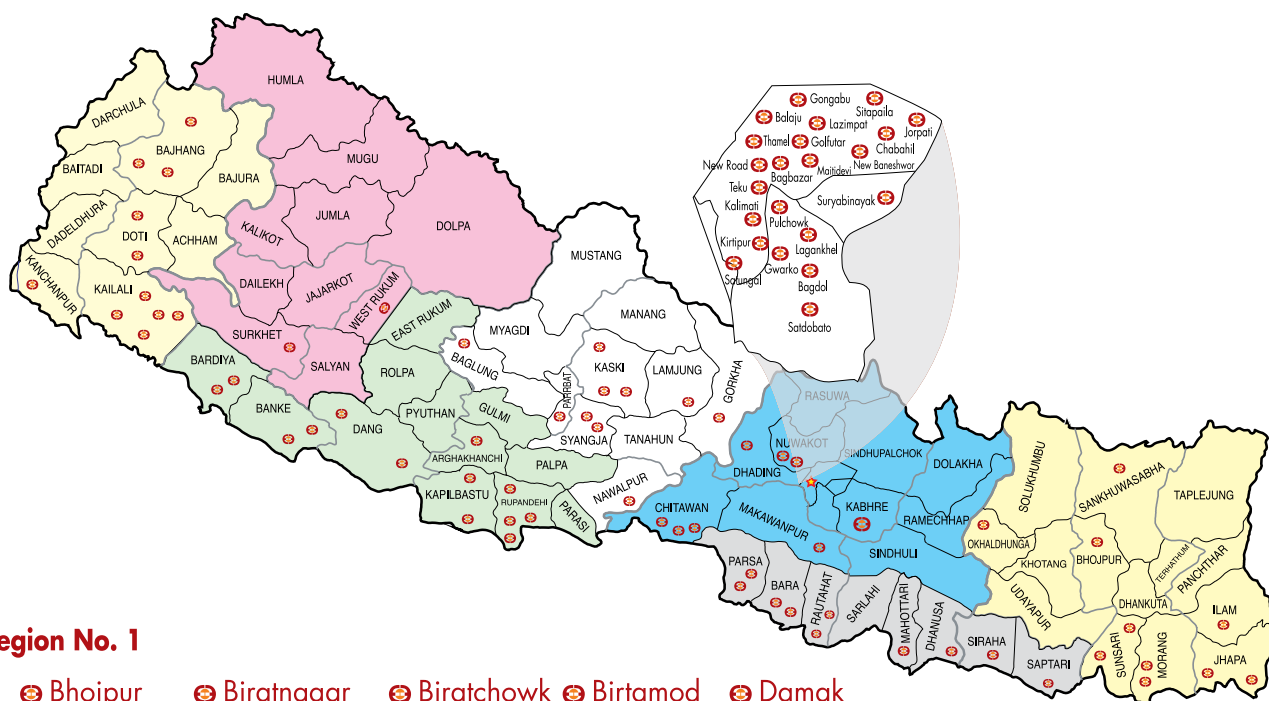 HUMLA
DARCHULA
BAJHANG
MUGU
BAITADI
BAJURA
JUMLA
DOLPA
DADELDHURA
DOTI
ACHHAM
KALIKOT
KANCHANPUR
KAILALI
DAILEKH
JAJARKOT
WEST RUKUM
EAST RUKUM
SURKHET
SALYAN
BARDIYA
BANKE
DANG
ROLPA
PYUTHAN
GULMI
ARGHAKHANCHI
PALPA
KAPILBASTU
RUPANDEHI
PARASI
MUSTANG
MANANG
MYAGDI
BAGLUNG
PARRBAT
KASKI
LAMJUNG
GORKHA
SYANGJA
TANAHUN
NAWALPUR
Gongabu
Sitapaila
Balaju
Lazimpat
Jorpati
Thamel
Golfutar
Chabahil
New Road
Bagbazar
Maitidevi
New Baneshwor
Teku
Suryabinayak
Kalimati
Pulchowk
Kirtipur
Lagankhel
Salungal
Gwarko
Bagdol
Satdobato
RASUWA
NUWAKOT
SINDHUPALCHOK
DHADING
DOLAKHA
CHITAWAN
MAKAWANPUR
KABHRE
RAMECHHAP
SINDHULI
PARSA
BARA
RAUTAHAT
SARLAHI
MAHOTTARI
DHANUSA
SIRAHA
SAPTARI
SOLUKHUMBU
SANKHUWASABHA
TAPLEJUNG
OKHALDHUNGA
KHOTANG
BHOJPUR
TERHATHUM
PANCHTHAR
UDAYAPUR
DHANKUTA
ILAM
SUNSARI
MORANG
JHAPA
egion No. 1
Bhojpur Biratnagar Biratchowk Birtamod Damak